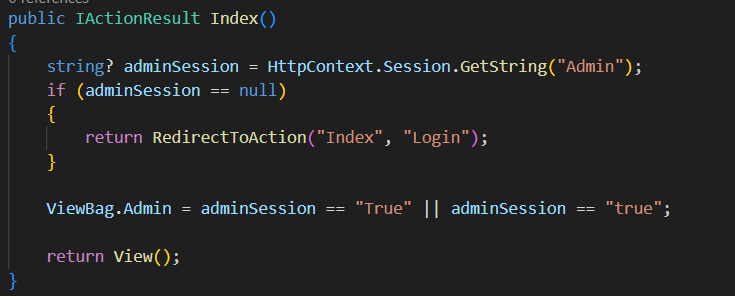 0 references
public IActionResult Index()
{
    string? adminSession = HttpContext.Session.GetString("Admin");
    if (adminSession == null)
    {
        return RedirectToAction("Index", "Login");
    }

    ViewBag.Admin = adminSession == "True" || adminSession == "true";

    return View();
}